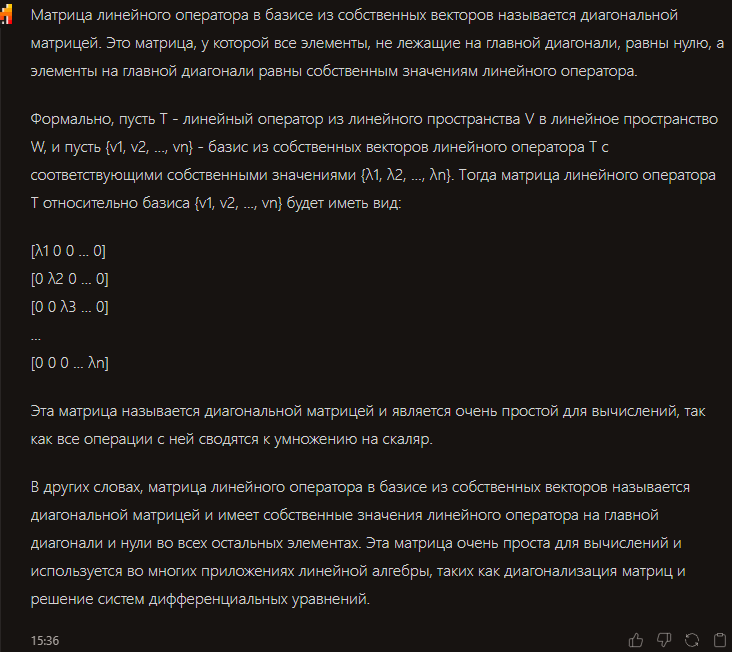 Матрица линейного оператора в базисе из собственных векторов называется диагональной
матрицей. Это матрица, у которой все элементы, не лежащие на главной диагонали, равны нулю, а
элементы на главной диагонали равны собственным значениям линейного оператора.
Формально, пусть T - линейный оператор из линейного пространства V в линейное пространство
W, и пусть {v1, v2, ..., vn} - базис из собственных векторов линейного оператора T с
соответствующими собственными значениями {λ1, λ2, ..., λn}. Тогда матрица линейного оператора
T относительно базиса {v1, v2, ..., vn} будет иметь вид:
[λ1 0 0 ... 0]
[0 λ2 0 ... 0]
[0 0 λ3 ... 0]
...
[0 0 0 ... λn]
Эта матрица называется диагональной матрицей и является очень простой для вычислений, так
как все операции с ней сводятся к умножению на скаляр.
В других словах, матрица линейного оператора в базисе из собственных векторов называется
диагональной матрицей и имеет собственные значения линейного оператора на главной
диагонали и нули во всех остальных элементах. Эта матрица очень проста для вычислений и
используется во многих приложениях линейной алгебры, таких как диагонализация матриц и
решение систем дифференциальных уравнений.
15:36